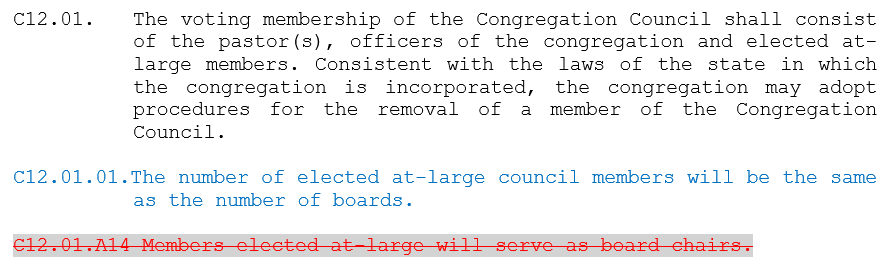 C12.01. The voting membership of the Congregation Council shall consist
of the pastor(s), officers of the congregation and elected at-
large members. Consistent with the laws of the state in which
the congregation is incorporated, the congregation may adopt
procedures for the removal of a member of the Congregation
Council.
C12.01.01.The number of elected at-large council members will be the same
as the number of boards.
C12.01.A14 Members elected at-large will serve as board chairs.